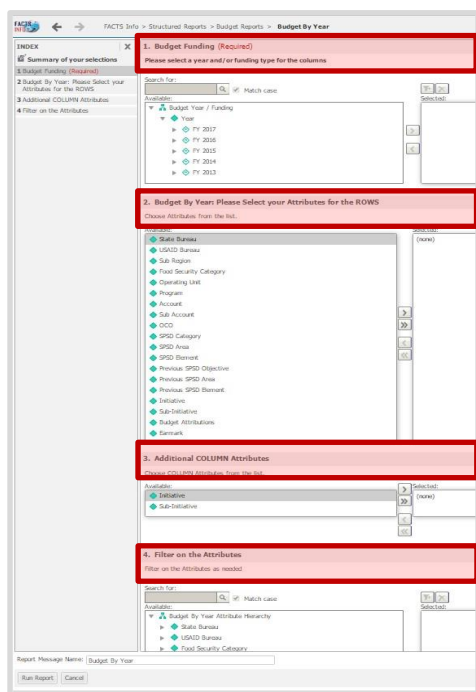 FACTS INFO
FACTS Info > Structured Reports > Budget Reports > Budget By Year
INDEX X
Summary of your selections
1 Budget Funding (Required)
2 Budget By Year: Please Select your Attributes for the ROWS
3 Additional COLUMN Attributes
4 Filter on the Attributes
1. Budget Funding (Required)
Please select a year and/or funding type for the columns
Search for:
Match case
Available:
Selected:
Budget Year / Funding
Year
FY 2017
FY 2016
FY 2015
FY 2014
FY 2013
2. Budget By Year: Please Select your Attributes for the ROWS
Choose Attributes from the list.
Available:
Selected:
State Bureau
(none)
USAID Bureau
Sub Region
Food Security Category
Operating Unit
Program
Account
Sub Account
OCO
SPSD Category
SPSD Area
SPSD Element
Previous SPSD Objective
Previous SPSD Area
Previous SPSD Element
Initiative
Sub-Initiative
Budget Attributions
Earmark
3. Additional COLUMN Attributes
Choose COLUMN Attributes from the list.
Available:
Selected:
Initiative
(none)
Sub-Initiative
4. Filter on the Attributes
Filter on the Attributes as needed
Search for:
Match case
Available:
Selected:
Budget By Year Attribute Hierarchy
State Bureau
USAID Bureau
Food Security Category
Report Message Name: Budget By Year
Run Report Cancel